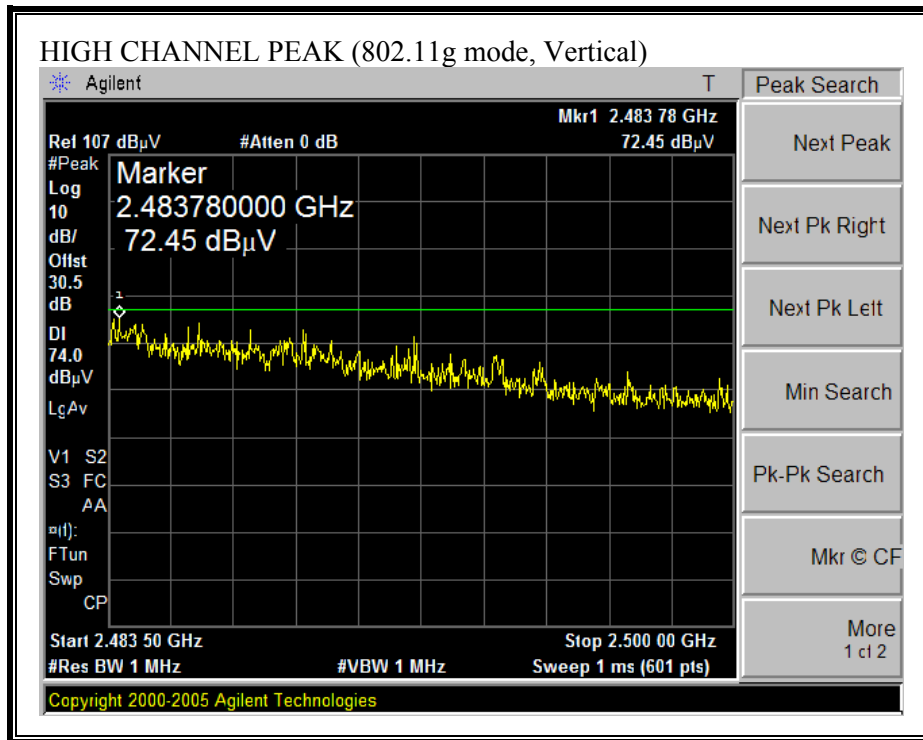 HIGH CHANNEL PEAK (802.11g mode, Vertical)
Agilent T Peak Search
Mkr1 2.483 78 GHz
Ref 107 dBµV #Atten 0 dB 72.45 dBµV
#Peak
Log
10
dB/
Offst
30.5
dB
DI
74.0
dBµV
LgAv
V1 S2
S3 FC
AA
¤(f):
FTun
Swp
CP
Marker
2.483780000 GHz
72.45 dBµV
1
Start 2.483 50 GHz Stop 2.500 00 GHz
#Res BW 1 MHz #VBW 1 MHz Sweep 1 ms (601 pts)
Copyright 2000-2005 Agilent Technologies
Next Peak
Next Pk Right
Next Pk Left
Min Search
Pk-Pk Search
Mkr © CF
More
1 of 2